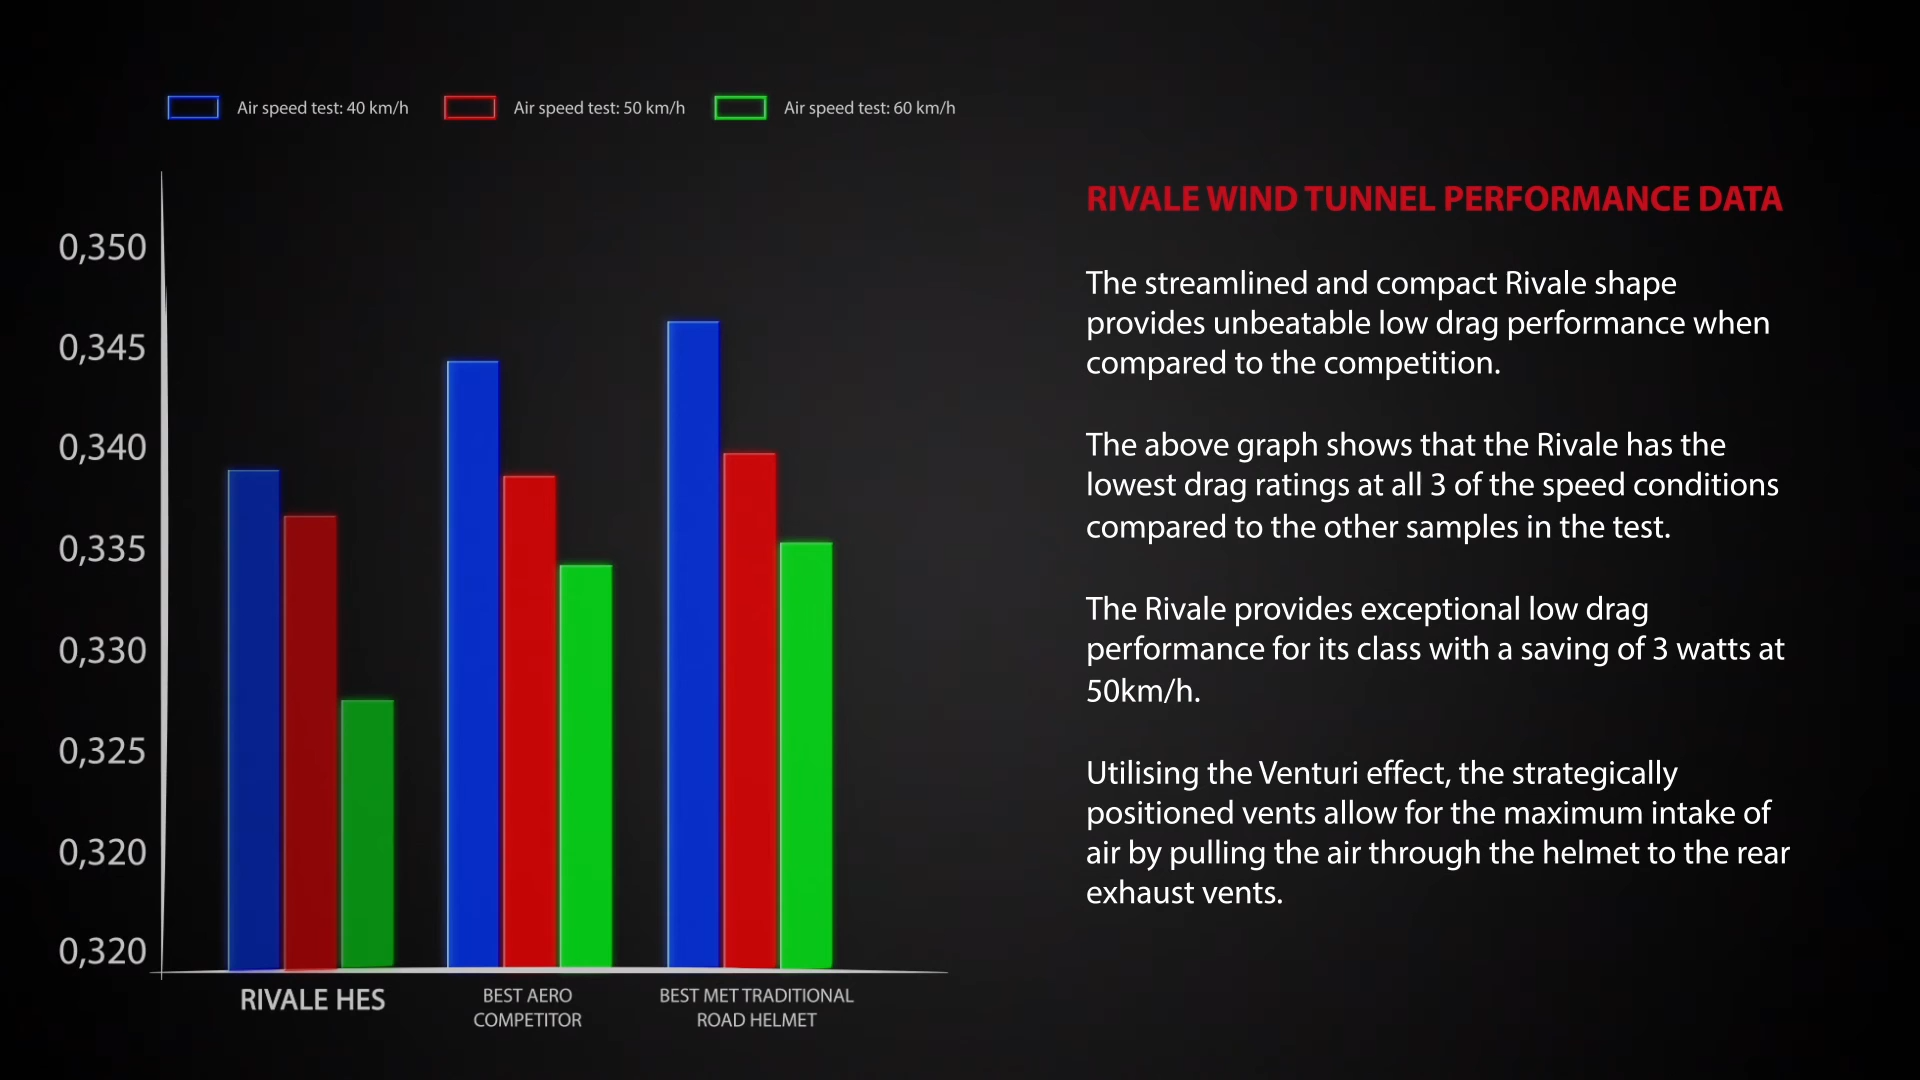 Air speed test: 40 km/h
Air speed test: 50 km/h
Air speed test: 60 km/h
0,350
0,345
0,340
0,335
0,330
0,325
0,320
0,320
RIVALE HES
BEST AERO
COMPETITOR
BEST MET TRADITIONAL
ROAD HELMET
RIVALE WIND TUNNEL PERFORMANCE DATA
The streamlined and compact Rivale shape
provides unbeatable low drag performance when
compared to the competition.
The above graph shows that the Rivale has the
lowest drag ratings at all 3 of the speed conditions
compared to the other samples in the test.
The Rivale provides exceptional low drag
performance for its class with a saving of 3 watts at
50km/h.
Utilising the Venturi effect, the strategically
positioned vents allow for the maximum intake of
air by pulling the air through the helmet to the rear
exhaust vents.